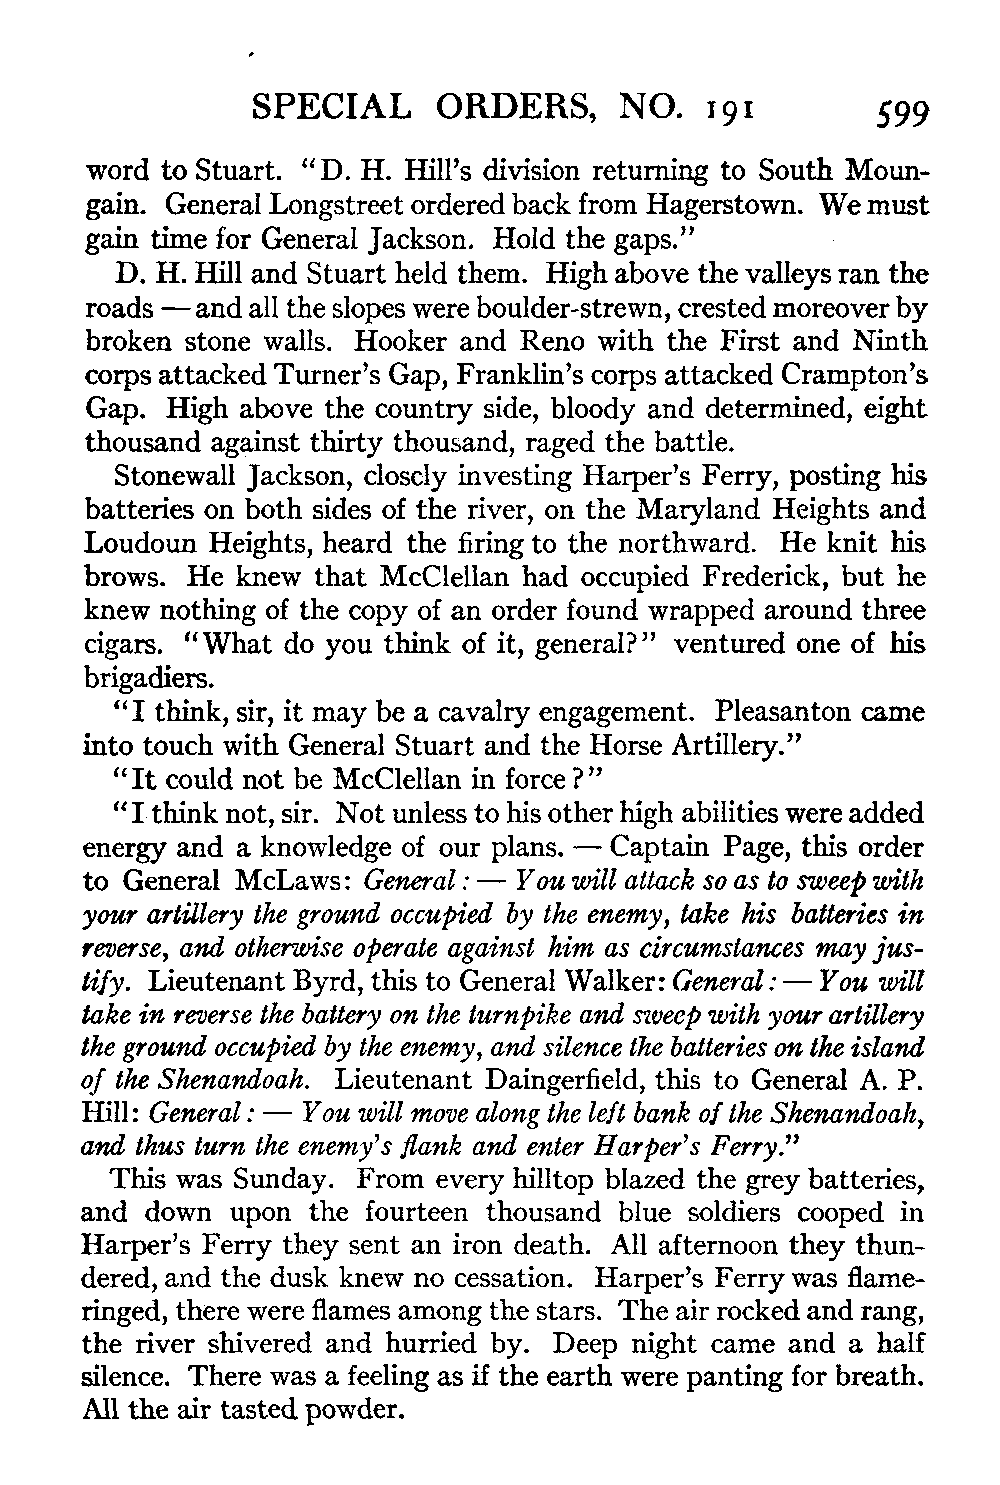 SPECIAL ORDERS, NO. 191 599
word to Stuart. “D. H. Hill’s division returning to South Moun-
gain. General Longstreet ordered back from Hagerstown. We must
gain time for General Jackson. Hold the gaps.”
D. H. Hill and Stuart held them. High above the valleys ran the
roads — and all the slopes were boulder-strewn, crested moreover by
broken stone walls. Hooker and Reno with the First and Ninth
corps attacked Turner’s Gap, Franklin’s corps attacked Crampton’s
Gap. High above the country side, bloody and determined, eight
thousand against thirty thousand, raged the battle.
Stonewall Jackson, closely investing Harper’s Ferry, posting his
batteries on both sides of the river, on the Maryland Heights and
Loudoun Heights, heard the firing to the northward. He knit his
brows. He knew that McClellan had occupied Frederick, but he
knew nothing of the copy of an order found wrapped around three
cigars. “What do you think of it, general?” ventured one of his
brigadiers.
“I think, sir, it may be a cavalry engagement. Pleasanton came
into touch with General Stuart and the Horse Artillery.”
“It could not be McClellan in force?”
“I think not, sir. Not unless to his other high abilities were added
energy and a knowledge of our plans. — Captain Page, this order
to General McLaws: General: — You will attack so as to sweep with
your artillery the ground occupied by the enemy, take his batteries in
reverse, and otherwise operate against him as circumstances may jus-
tify. Lieutenant Byrd, this to General Walker: General: — You will
take in reverse the battery on the turnpike and sweep with your artillery
the ground occupied by the enemy, and silence the batteries on the island
of the Shenandoah. Lieutenant Daingerfield, this to General A. P.
Hill: General: — You will move along the left bank of the Shenandoah,
and thus turn the enemy’s flank and enter Harper’s Ferry.”
This was Sunday. From every hilltop blazed the grey batteries,
and down upon the fourteen thousand blue soldiers cooped in
Harper’s Ferry they sent an iron death. All afternoon they thun-
dered, and the dusk knew no cessation. Harper’s Ferry was flame-
ringed, there were flames among the stars. The air rocked and rang,
the river shivered and hurried by. Deep night came and a half
silence. There was a feeling as if the earth were panting for breath.
All the air tasted powder.